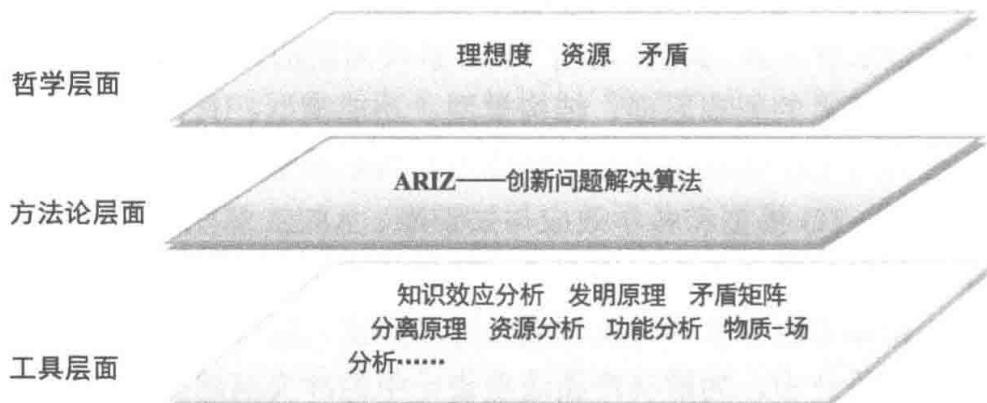 理想度 资源 矛盾
哲学层面
ARIZ——创新问题解决算法
方法论层面
知识效应分析 发明原理 矛盾矩阵
分离原理 资源分析 功能分析 物质-场
分析……
工具层面